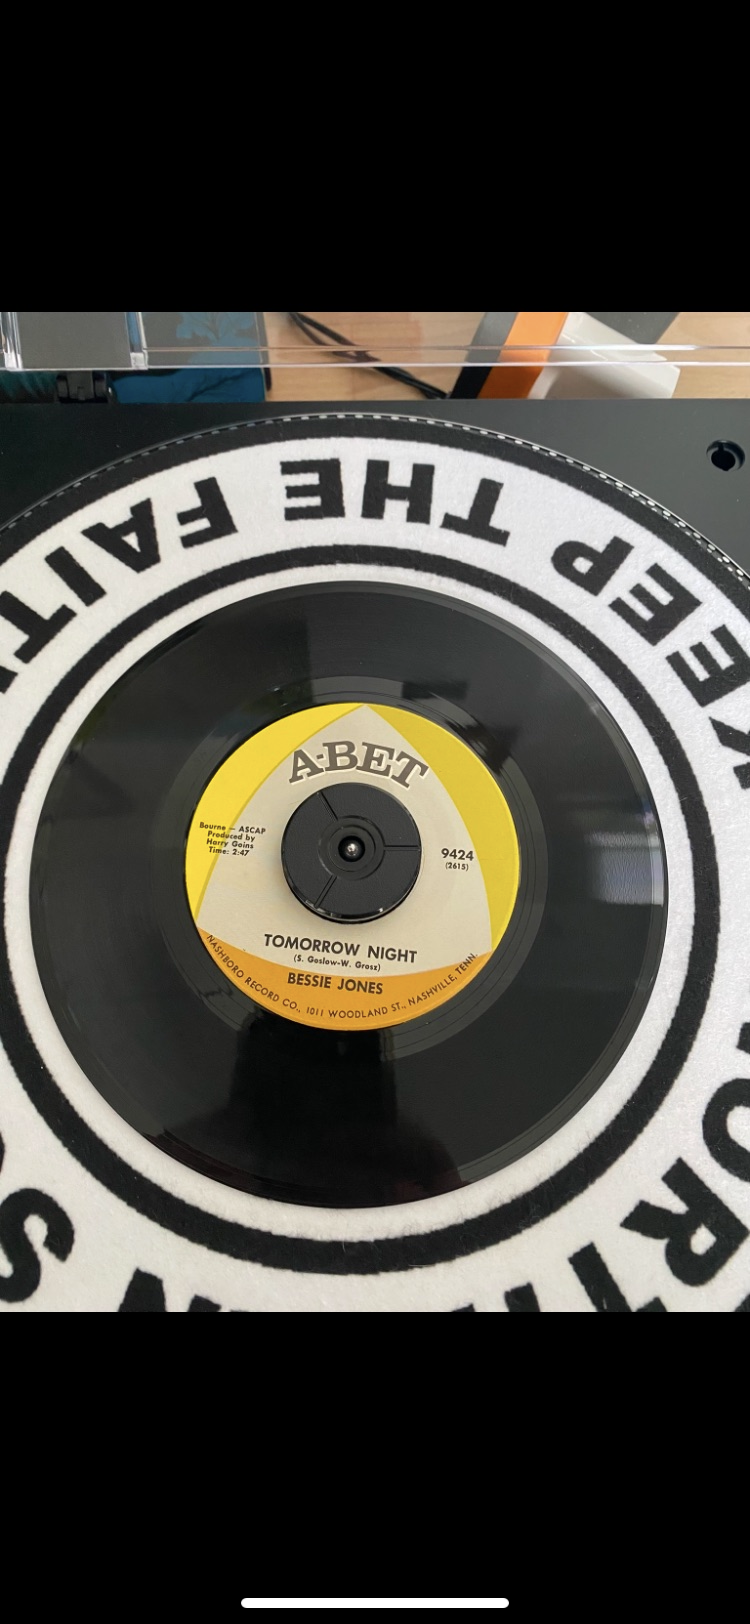 KEEP THE FAITH
A-BET
Bourne — ASCAP
Produced by
Harry Gains
Time: 2:47
9424
(2615)
TOMORROW NIGHT
(S. Goslow-W. Grosz)
BESSIE JONES
NASHBORO RECORD CO., 1011 WOODLAND ST., NASHVILLE, TENN.